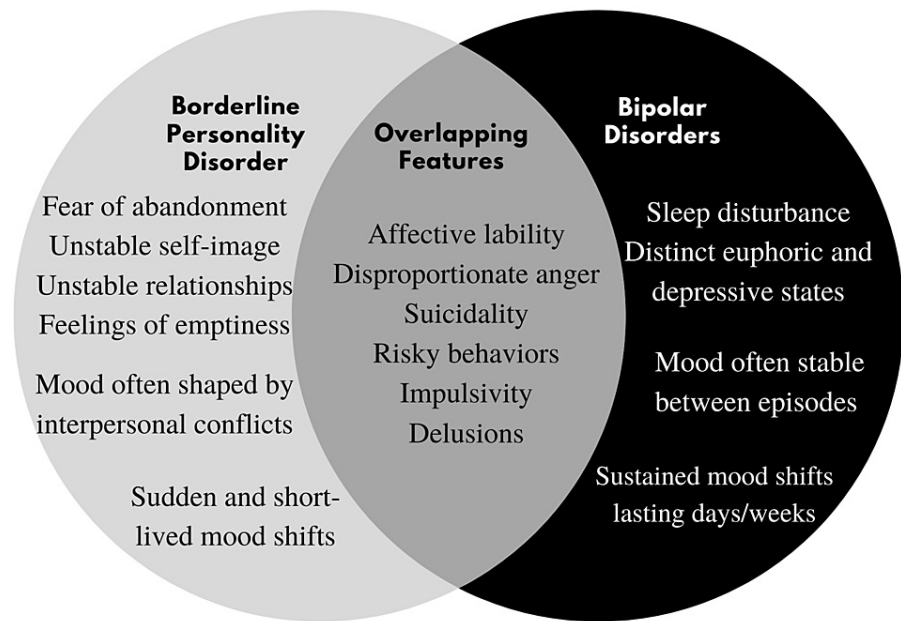 Borderline
Personality
Disorder
Fear of abandonment
Unstable self-image
Unstable relationships
Feelings of emptiness
Mood often shaped by
interpersonal conflicts
Sudden and short-
lived mood shifts
Overlapping
Features
Affective lability
Disproportionate anger
Suicidality
Risky behaviors
Impulsivity
Delusions
Bipolar
Disorders
Sleep disturbance
Distinct euphoric and
depressive states
Mood often stable
between episodes
Sustained mood shifts
lasting days/weeks